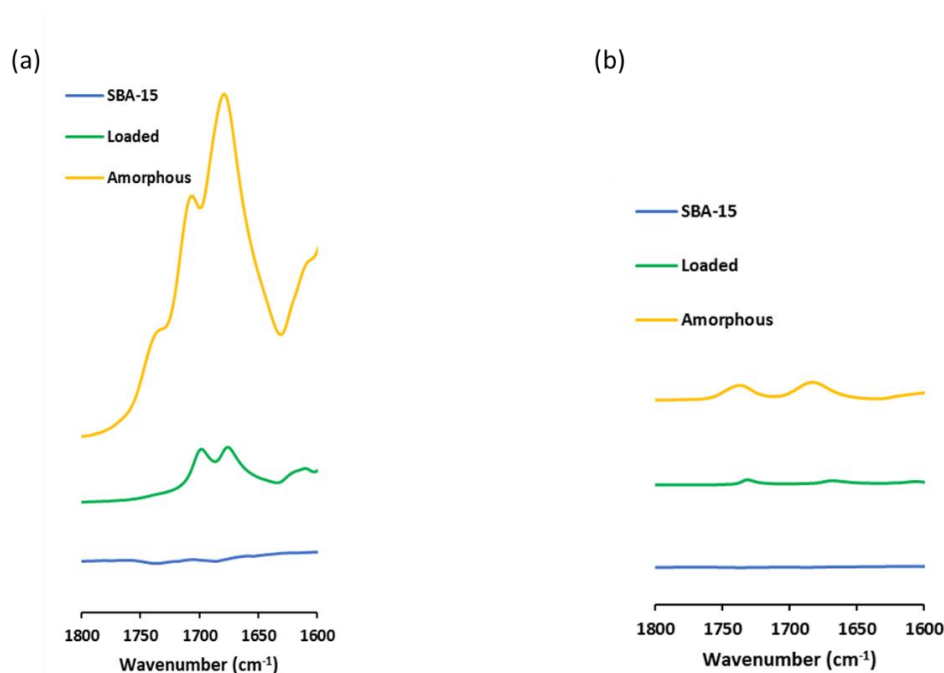 (a)
SBA-15
Loaded
Amorphous
1800 1750 1700 1650 1600
Wavenumber (cm⁻¹)
(b)
SBA-15
Loaded
Amorphous
1800 1750 1700 1650 1600
Wavenumber (cm⁻¹)